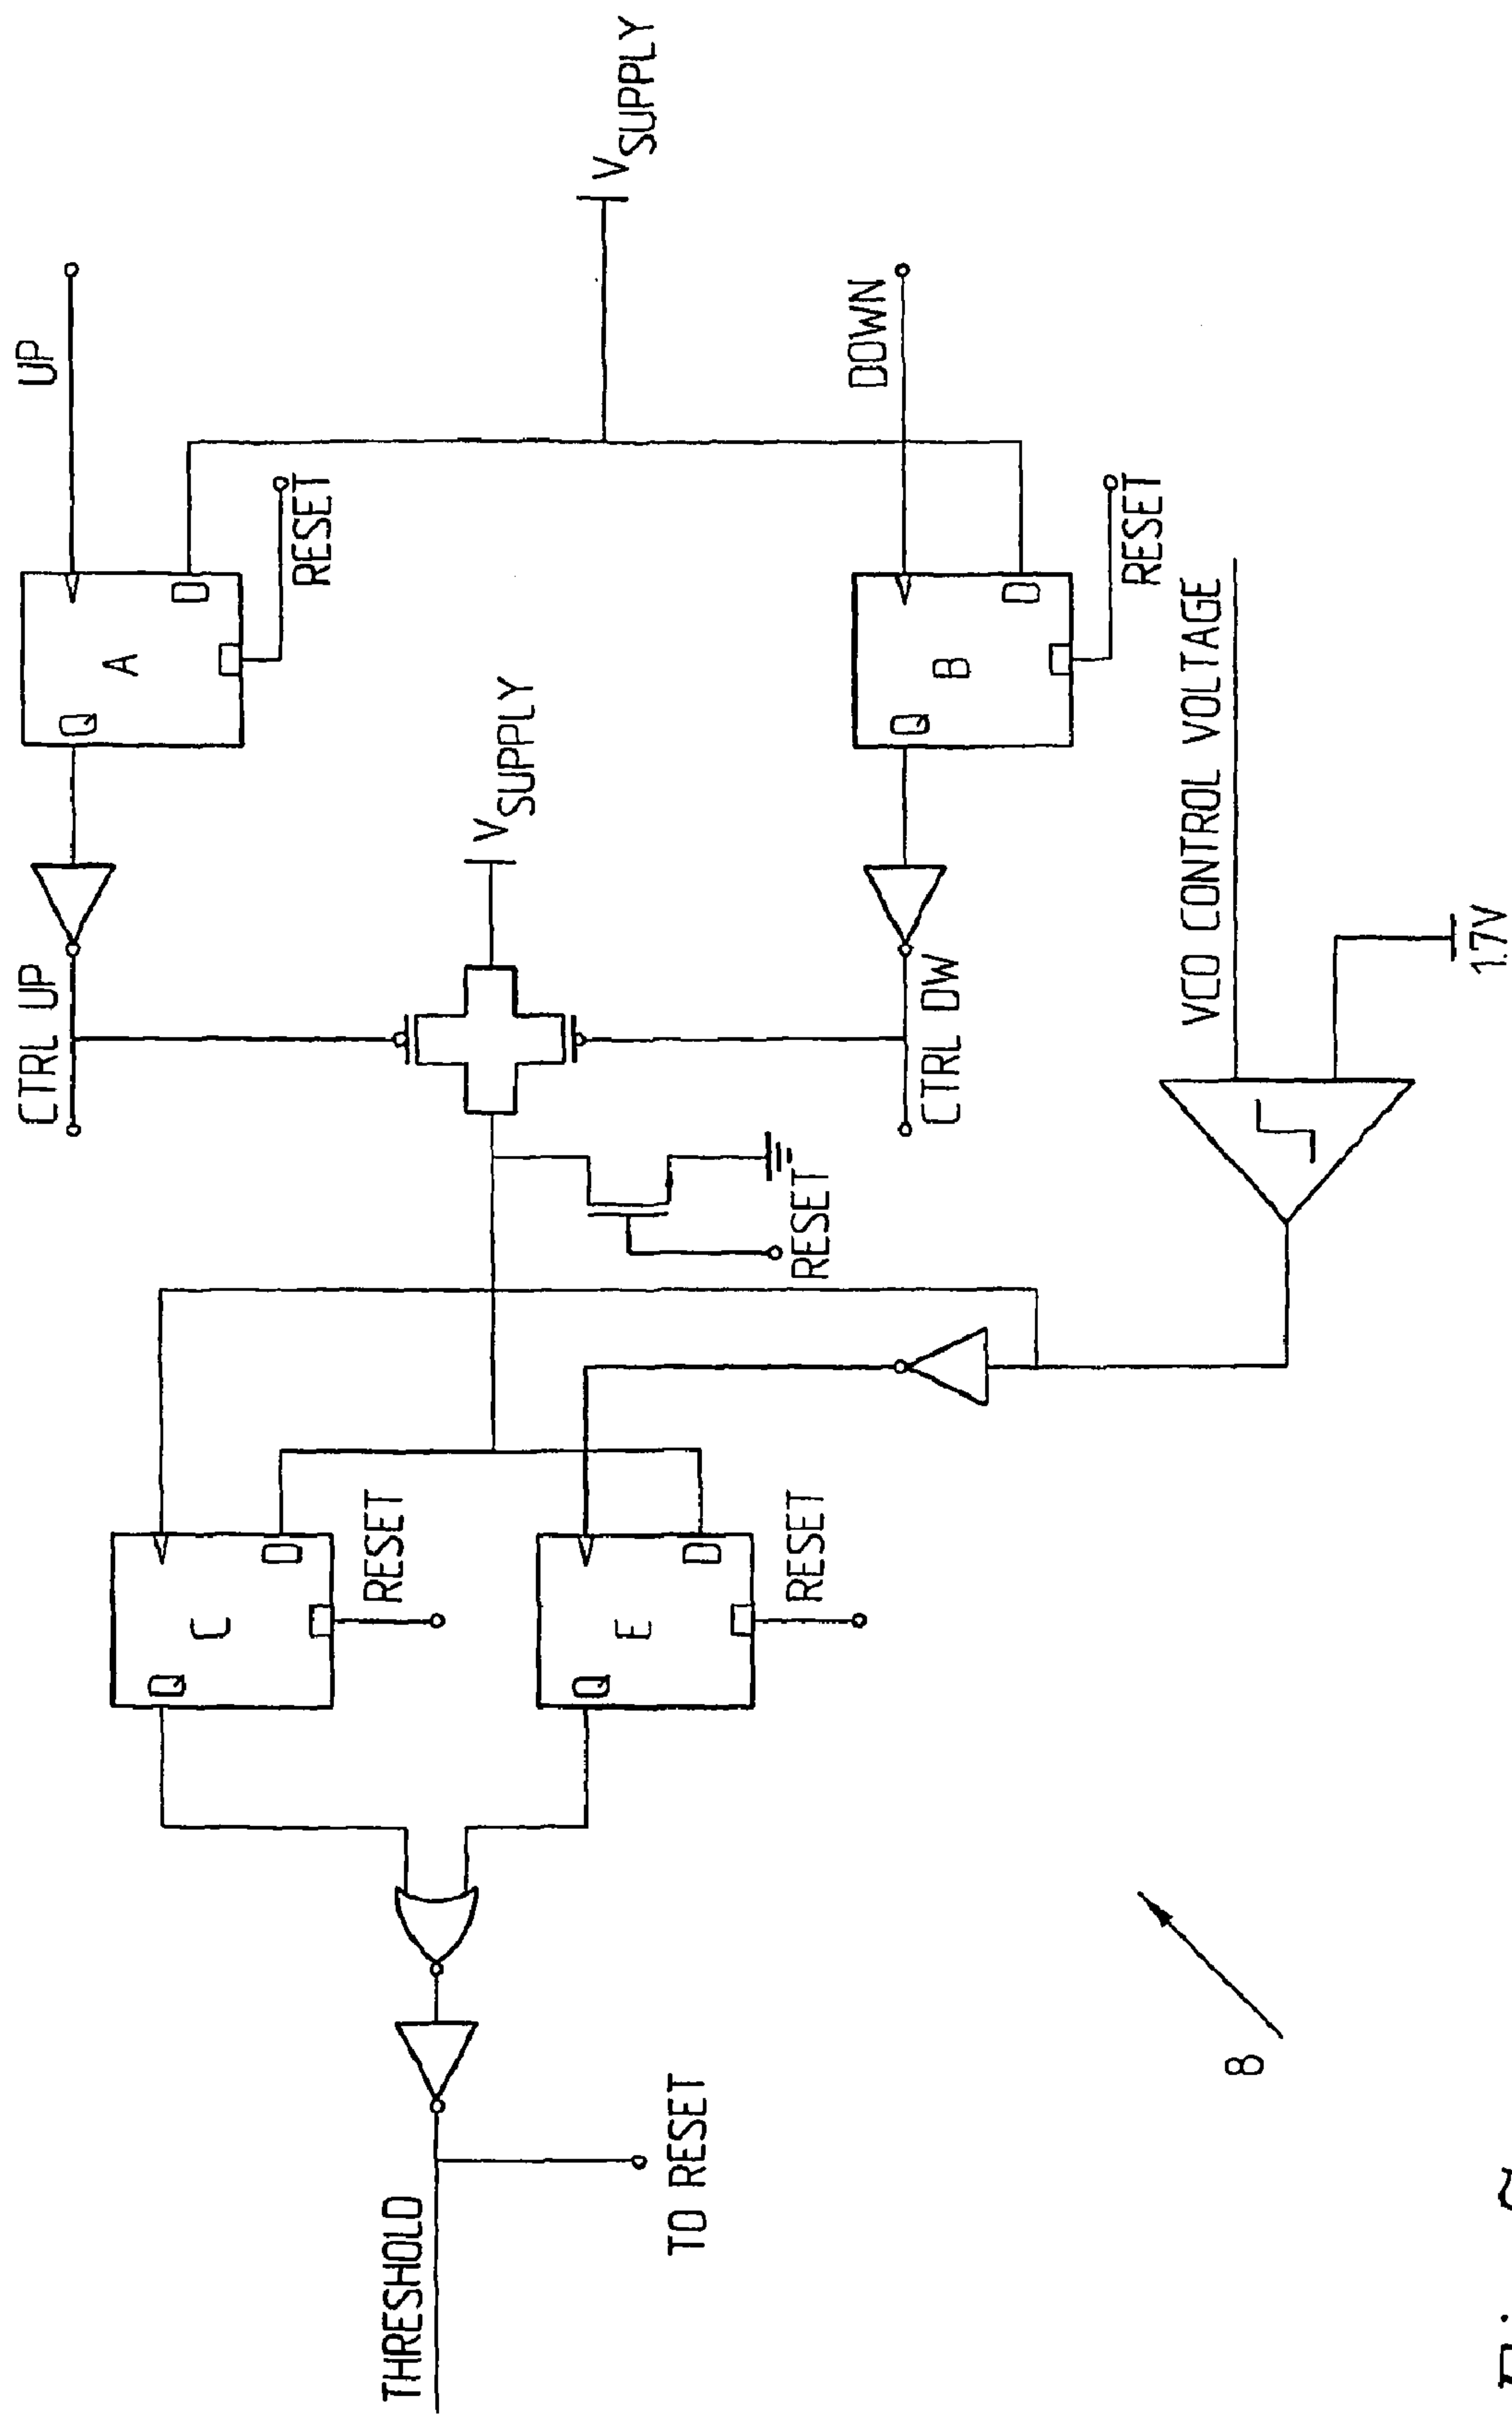 CTRL UP
UP
Q
A
D
RESET
Q
C
D
RESET
THRESHOLD
TO RESET
V SUPPLY
V SUPPLY
Q
E
D
RESET
RESET
CTRL DW
DOWN
Q
B
D
RESET
VCO CONTROL VOLTAGE
1.7V
8